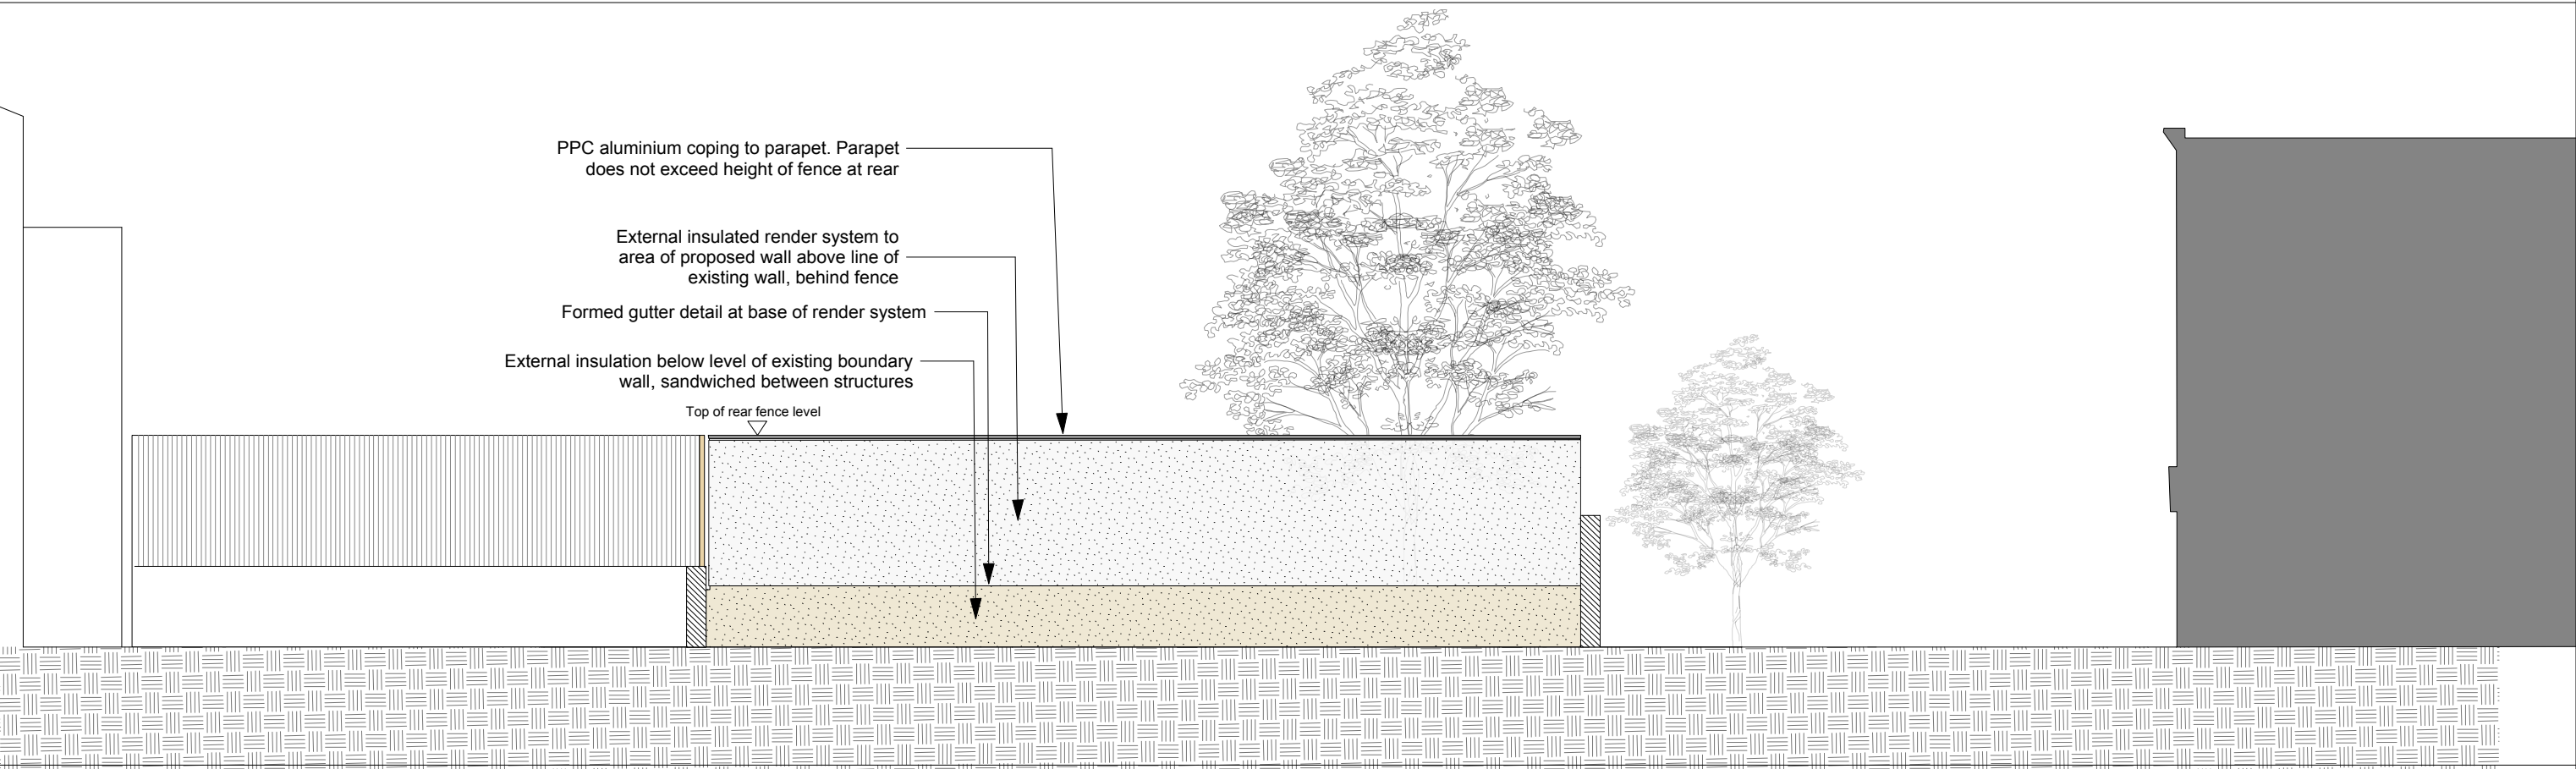 PPC aluminium coping to parapet. Parapet
does not exceed height of fence at rear
External insulated render system to
area of proposed wall above line of
existing wall, behind fence
Formed gutter detail at base of render system
External insulation below level of existing boundary
wall, sandwiched between structures
Top of rear fence level